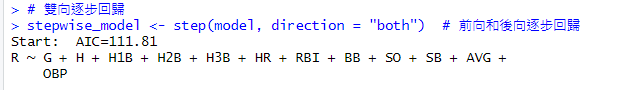 > # 雙向逐步回歸
> stepwise_model <- step(model, direction = "both")  # 前向和後向逐步回歸
Start:  AIC=111.81
R ~ G + H + H1B + H2B + H3B + HR + RBI + BB + SO + SB + AVG +
    OBP